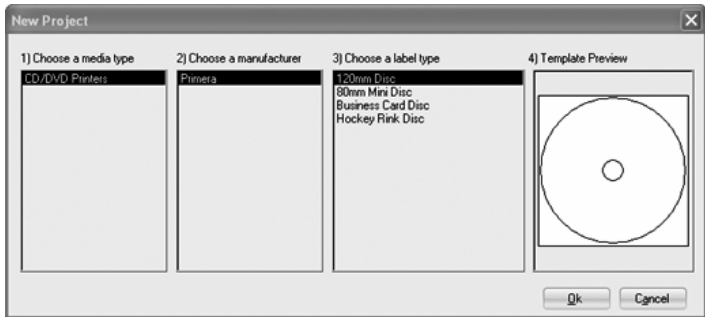 New Project
1) Choose a media type
CD/DVD Printers
2) Choose a manufacturer
Primera
3) Choose a label type
120mm Disc
80mm Mini Disc
Business Card Disc
Hockey Rink Disc
4) Template Preview
Ok
Cancel